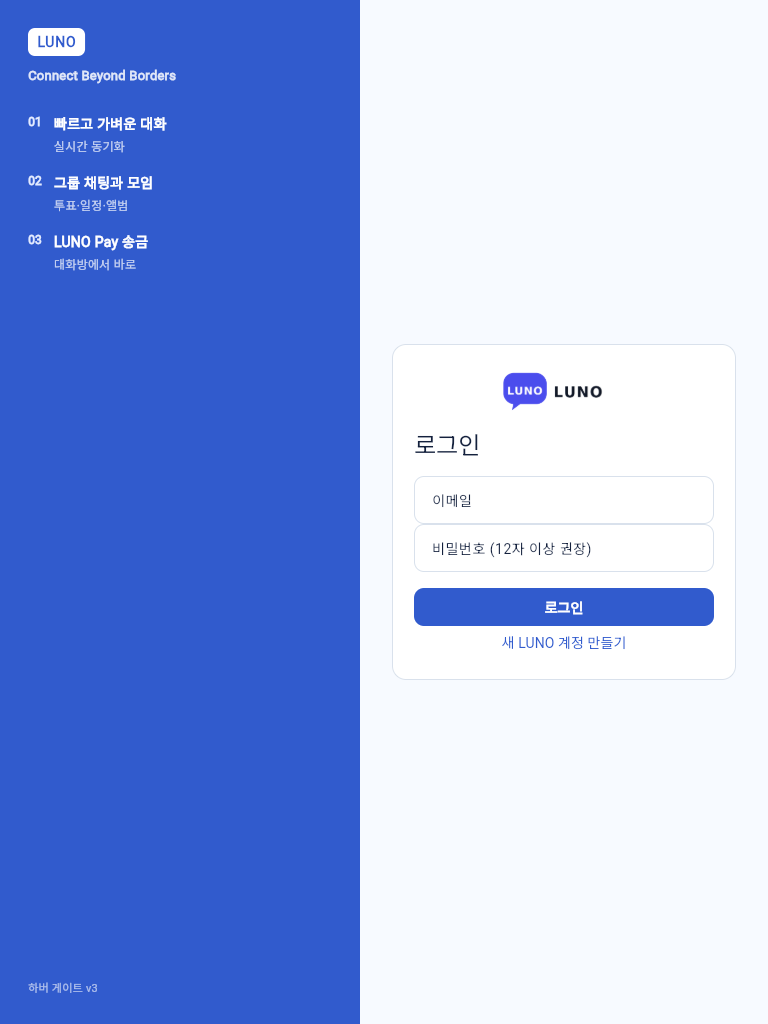 LUNO
Connect Beyond Borders
01 빠르고 가벼운 대화
실시간 동기화
02 그룹 채팅과 모임
투표·일정·앨범
03 LUNO Pay 송금
대화방에서 바로
하버 게이트 v3
LUNO LUNO
로그인
이메일
비밀번호 (12자 이상 권장)
로그인
새 LUNO 계정 만들기